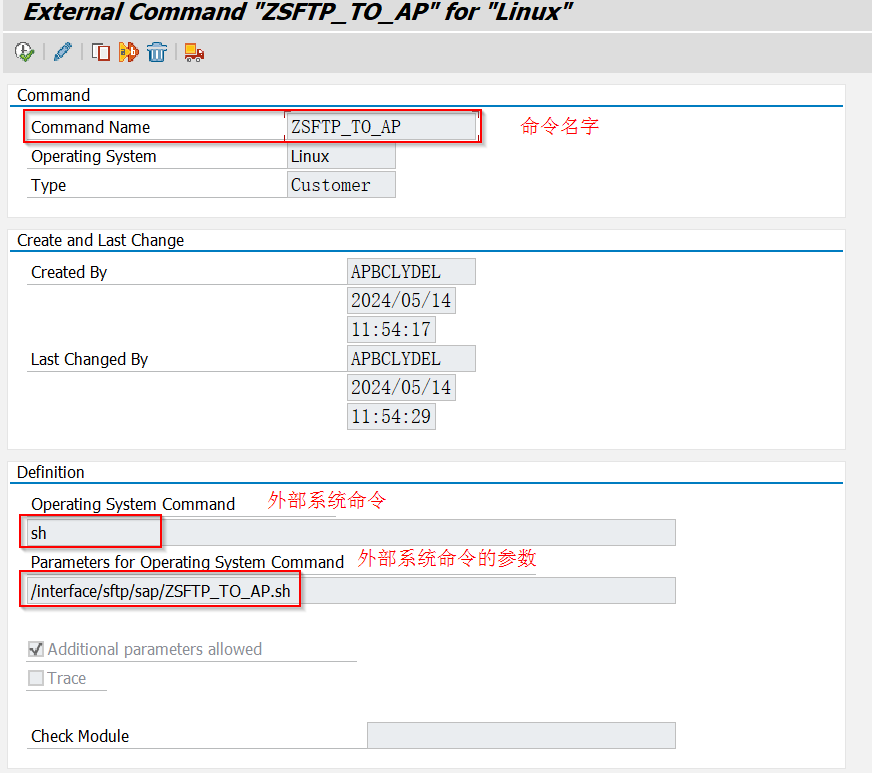 External Command "ZSFTP_TO_AP" for "Linux"
Command
Command Name ZSFTP_TO_AP 命令名字
Operating System Linux
Type Customer
Create and Last Change
Created By APBCLYDEL
2024/05/14
11:54:17
Last Changed By APBCLYDEL
2024/05/14
11:54:29
Definition
Operating System Command 外部系统命令
sh
Parameters for Operating System Command 外部系统命令的参数
/interface/sftp/sap/ZSFTP_TO_AP.sh
Additional parameters allowed
Trace
Check Module